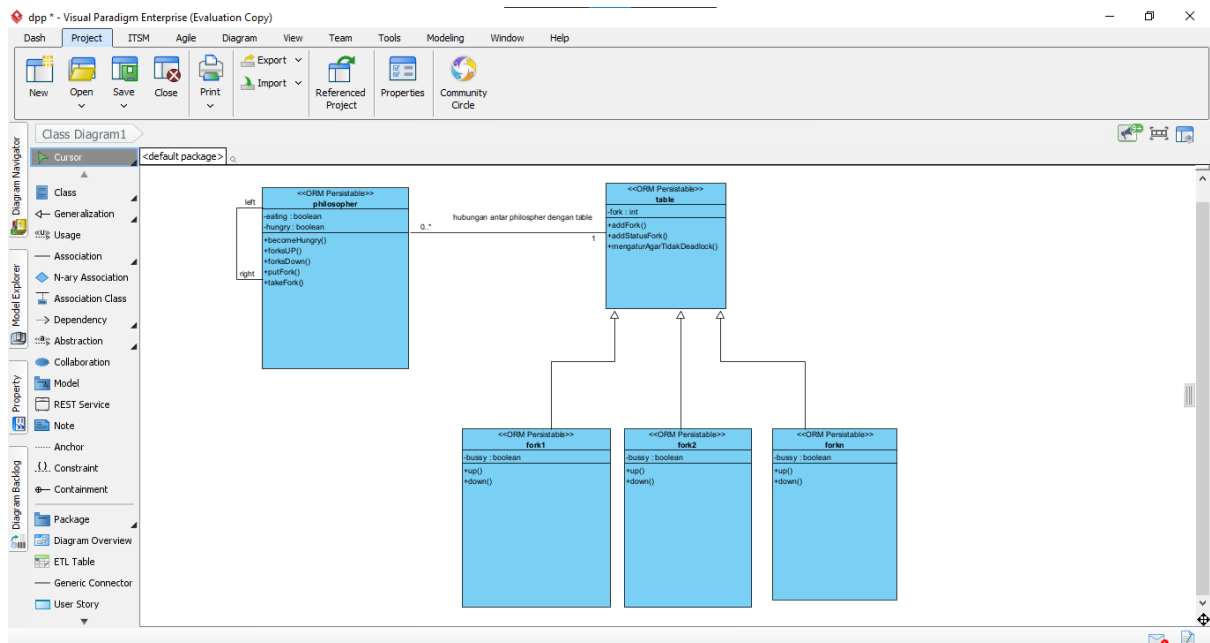 dpp * - Visual Paradigm Enterprise (Evaluation Copy)
Dash Project ITSM Agile Diagram View Team Tools Modeling Window Help
New Open Save Close Print Export Import Referenced Project Properties Community Circle
Class Diagram1
Diagram Navigator
Model Explorer
Property
Diagram Backlog
Cursor
Class
Generalization
Usage
Association
N-ary Association
Association Class
Dependency
Abstraction
Collaboration
Model
REST Service
Note
Anchor
Constraint
Containment
Package
Diagram Overview
ETL Table
Generic Connector
User Story
<default package>
left
right
<<ORM Persistable>>
philosopher
-eating : boolean
-hungry : boolean
+becomeHungry()
+forksUP()
+forksDown()
+putFork()
+takeFork()
0..*
hubungan antar philospher dengan table
1
<<ORM Persistable>>
table
-fork : int
+addFork()
+addStatusFork()
+mengaturAgarTidakDeadlock()
<<ORM Persistable>>
fork1
-bussy : boolean
+up()
+down()
<<ORM Persistable>>
fork2
-bussy : boolean
+up()
+down()
<<ORM Persistable>>
forkn
-bussy : boolean
+up()
+down()